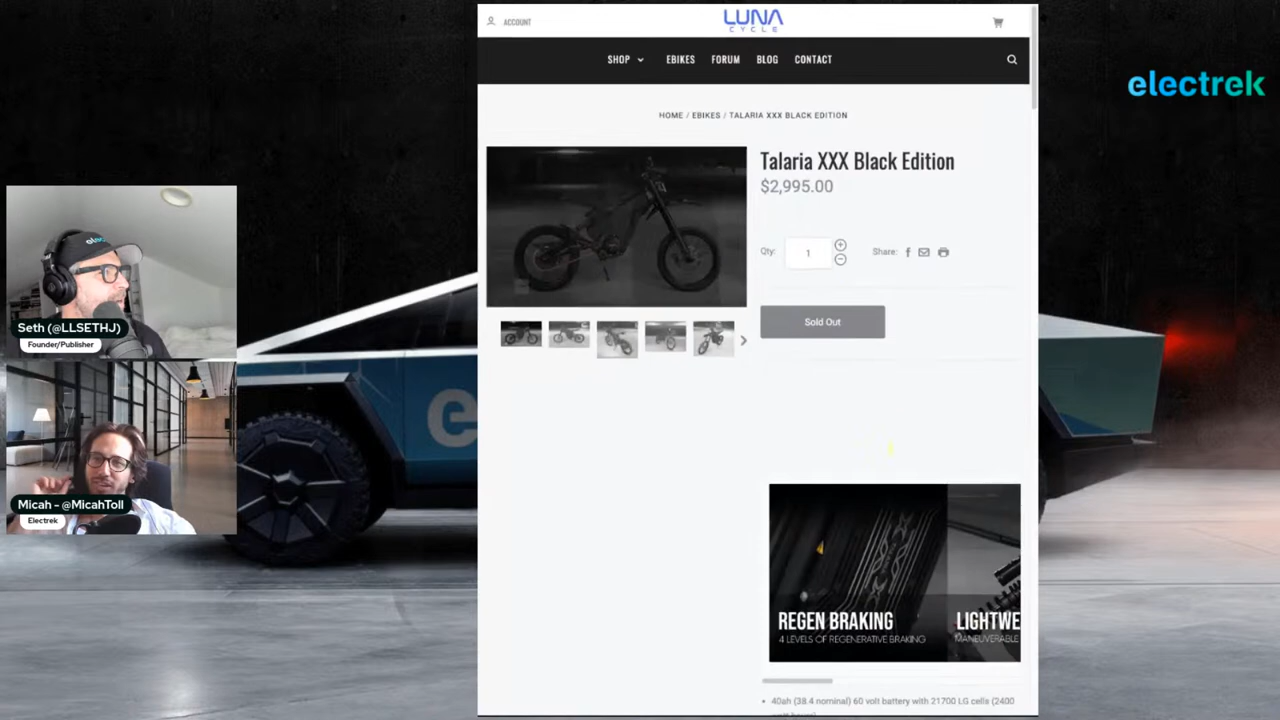 ACCOUNT
LUNA
CYCLE
SHOP
EBIKES
FORUM
BLOG
CONTACT
electrek
HOME / EBIKES / TALARIA XXX BLACK EDITION
Talaria XXX Black Edition
$2,995.00
Qty:
1
Share:
Sold Out
Seth (@LLSETHJ)
Founder/Publisher
Micah - @MicahToll
Electrek
e
REGEN BRAKING
4 LEVELS OF REGENERATIVE BRAKING
LIGHTWE
MANEUVERABLE
• 40ah (38.4 nominal) 60 volt battery with 21700 LG cells (2400